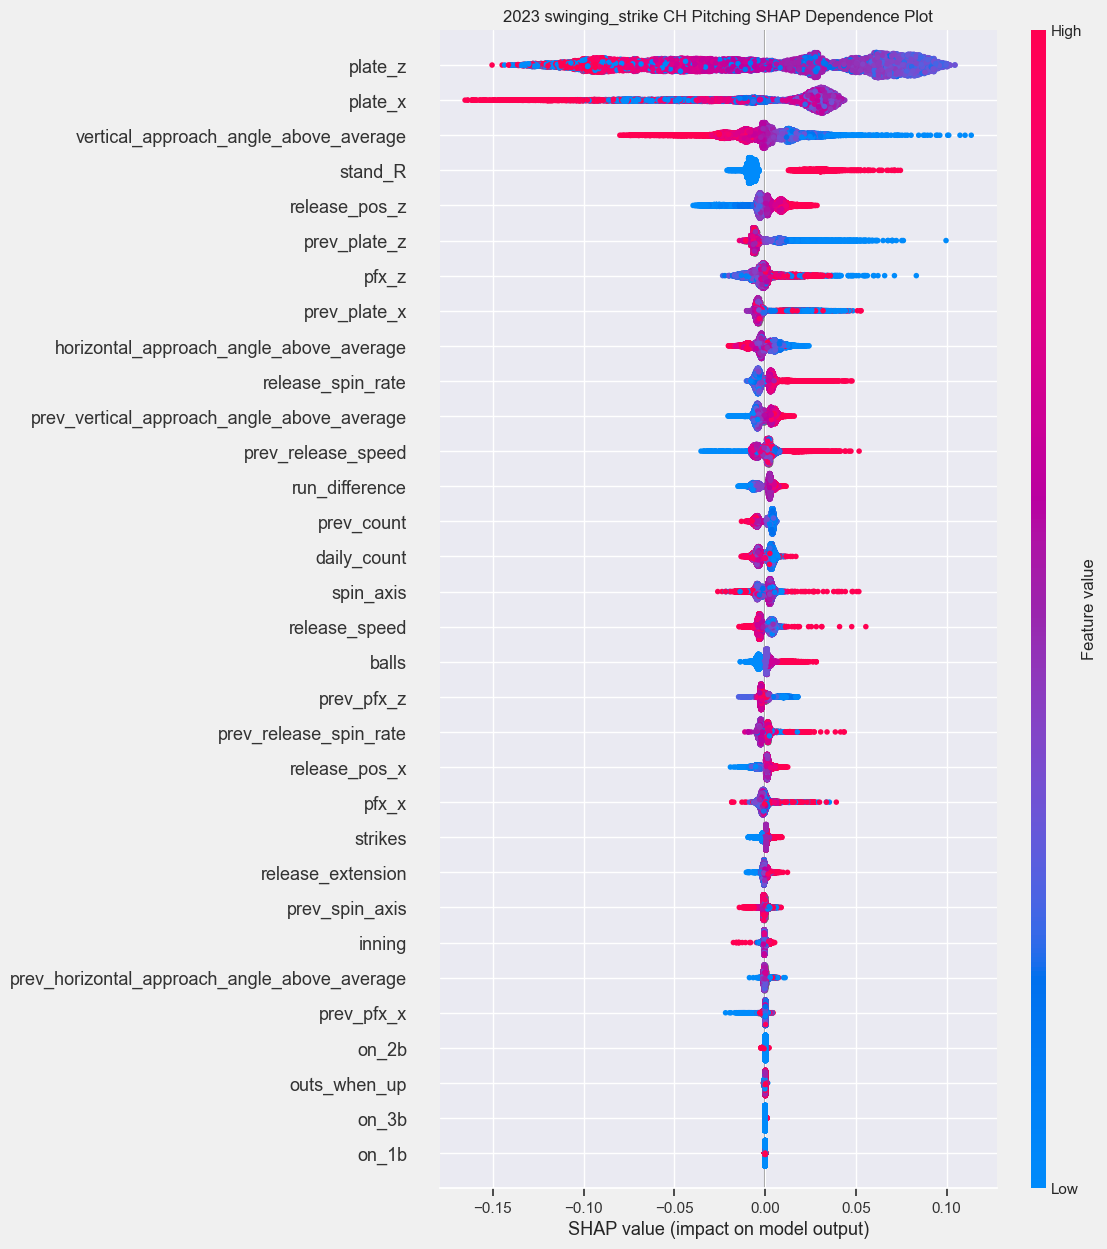 2023 swinging_strike CH Pitching SHAP Dependence Plot
High
plate_z
plate_x
vertical_approach_angle_above_average
stand_R
release_pos_z
prev_plate_z
pfx_z
prev_plate_x
horizontal_approach_angle_above_average
release_spin_rate
prev_vertical_approach_angle_above_average
prev_release_speed
run_difference
prev_count
daily_count
spin_axis
release_speed
balls
prev_pfx_z
prev_release_spin_rate
release_pos_x
pfx_x
strikes
release_extension
prev_spin_axis
inning
prev_horizontal_approach_angle_above_average
prev_pfx_x
on_2b
outs_when_up
on_3b
on_1b
Feature value
Low
−0.15 −0.10 −0.05 0.00 0.05 0.10
SHAP value (impact on model output)